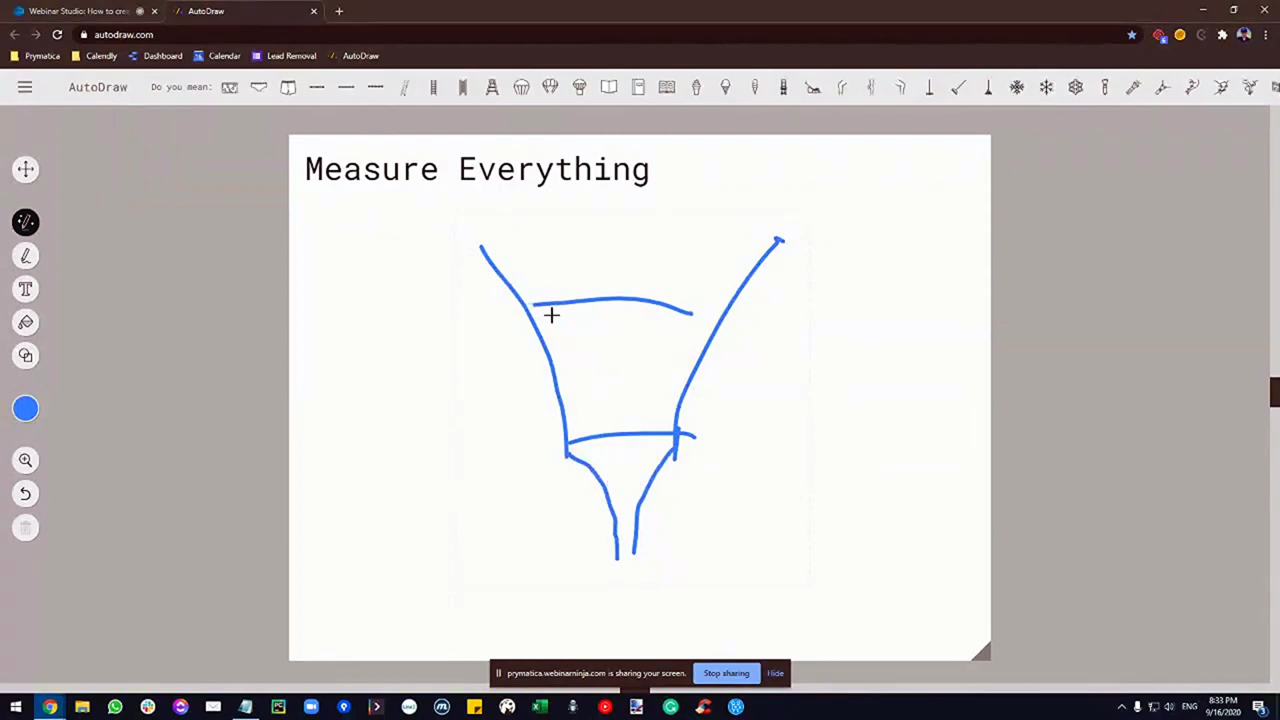 Webinar Studio: How to cre
AutoDraw
autodraw.com
Prymatica
Calendly
Dashboard
Calendar
Lead Removal
AutoDraw
AutoDraw
Do you mean:
Measure Everything
prymatica.webinarninja.com is sharing your screen.
Stop sharing
Hide
ENG
8:33 PM
9/16/2020